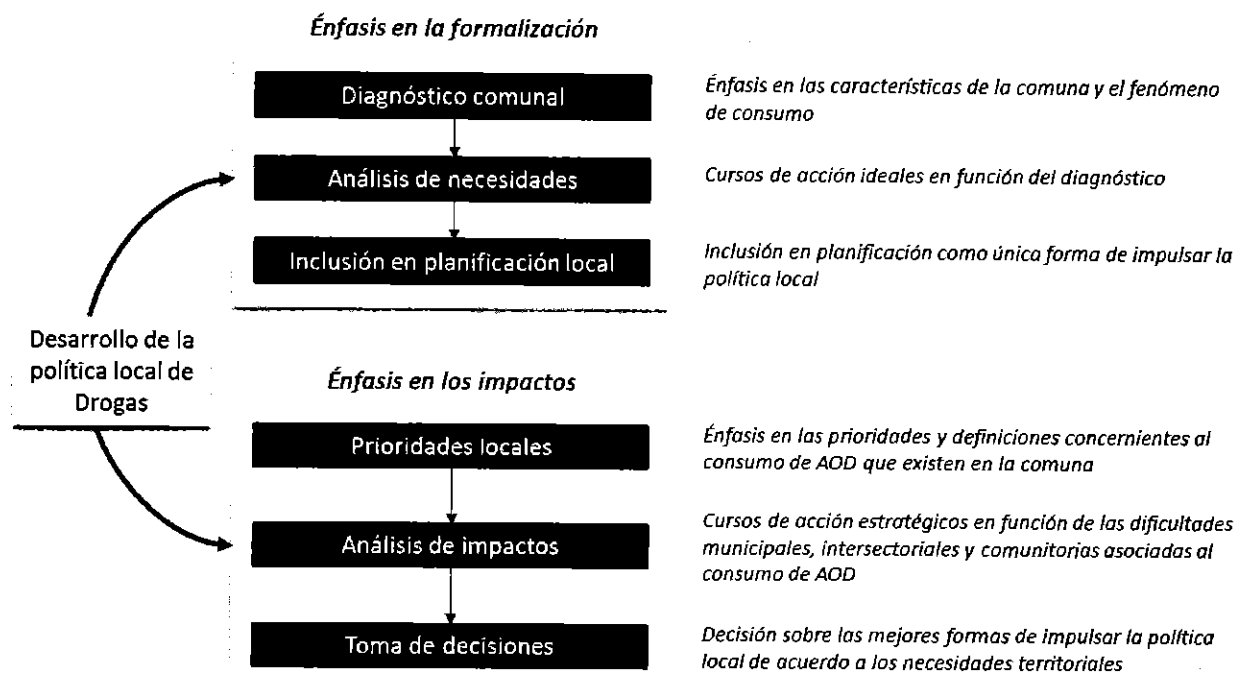 Énfasis en la formalización
Diagnóstico comunal
Énfasis en las características de la comuna y el fenómeno
de consumo
Análisis de necesidades
Cursos de acción ideales en función del diagnóstico
Inclusión en planificación local
Inclusión en planificación como única forma de impulsar la
política local
Desarrollo de la
política local de
Drogas
Énfasis en los impactos
Prioridades locales
Énfasis en las prioridades y definiciones concernientes al
consumo de AOD que existen en la comuna
Análisis de impactos
Cursos de acción estratégicos en función de las dificultades
municipales, intersectoriales y comunitarias asociadas al
consumo de AOD
Toma de decisiones
Decisión sobre las mejores formas de impulsar la política
local de acuerdo a las necesidades territoriales